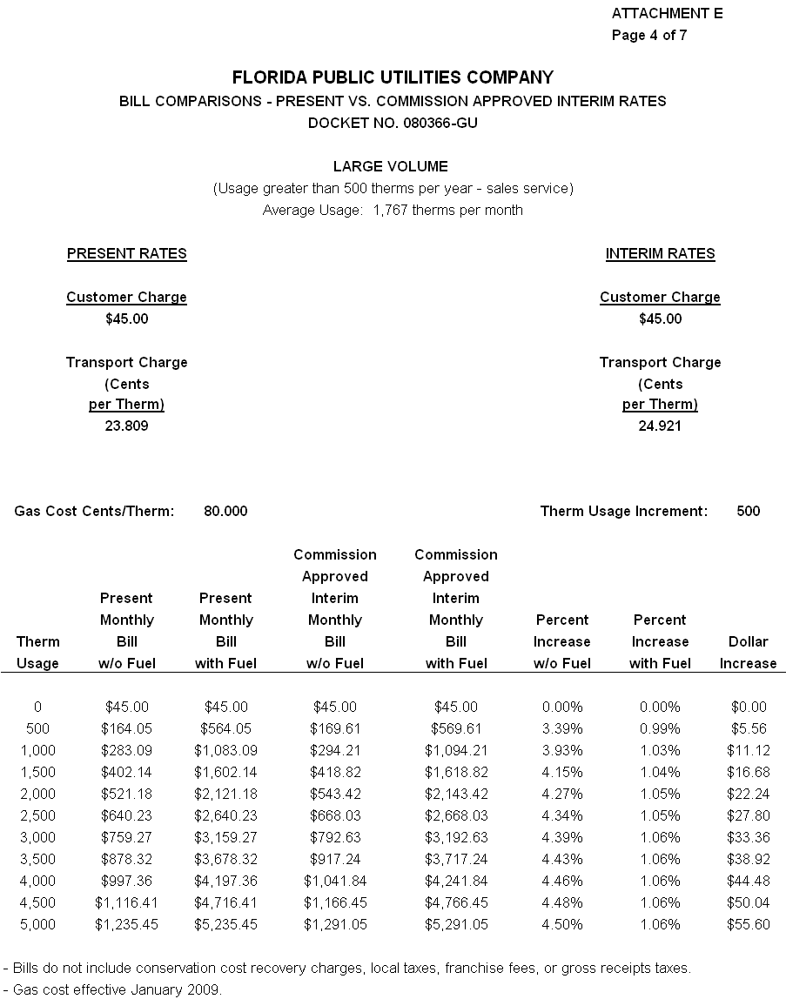 ATTACHMENT E
Page 4 of 7
FLORIDA PUBLIC UTILITIES COMPANY
BILL COMPARISONS - PRESENT VS. COMMISSION APPROVED INTERIM RATES
DOCKET NO. 080366-GU
LARGE VOLUME
(Usage greater than 500 therms per year - sales service)
Average Usage: 1,767 therms per month
PRESENT RATES INTERIM RATES
Customer Charge Customer Charge
$45.00 $45.00
Transport Charge Transport Charge
(Cents (Cents
per Therm) per Therm)
23.809 24.921
Gas Cost Cents/Therm: 80.000 Therm Usage Increment: 500
Commission Commission
Approved Approved
Present Present Interim Interim
Monthly Monthly Monthly Monthly Percent Percent
Therm Bill Bill Bill Bill Increase Increase Dollar
Usage w/o Fuel with Fuel w/o Fuel with Fuel w/o Fuel with Fuel Increase
0 $45.00 $45.00 $45.00 $45.00 0.00% 0.00% $0.00
500 $164.05 $564.05 $169.61 $569.61 3.39% 0.99% $5.56
1,000 $283.09 $1,083.09 $294.21 $1,094.21 3.93% 1.03% $11.12
1,500 $402.14 $1,602.14 $418.82 $1,618.82 4.15% 1.04% $16.68
2,000 $521.18 $2,121.18 $543.42 $2,143.42 4.27% 1.05% $22.24
2,500 $640.23 $2,640.23 $668.03 $2,668.03 4.34% 1.05% $27.80
3,000 $759.27 $3,159.27 $792.63 $3,192.63 4.39% 1.06% $33.36
3,500 $878.32 $3,678.32 $917.24 $3,717.24 4.43% 1.06% $38.92
4,000 $997.36 $4,197.36 $1,041.84 $4,241.84 4.46% 1.06% $44.48
4,500 $1,116.41 $4,716.41 $1,166.45 $4,766.45 4.48% 1.06% $50.04
5,000 $1,235.45 $5,235.45 $1,291.05 $5,291.05 4.50% 1.06% $55.60
- Bills do not include conservation cost recovery charges, local taxes, franchise fees, or gross receipts taxes.
- Gas cost effective January 2009.